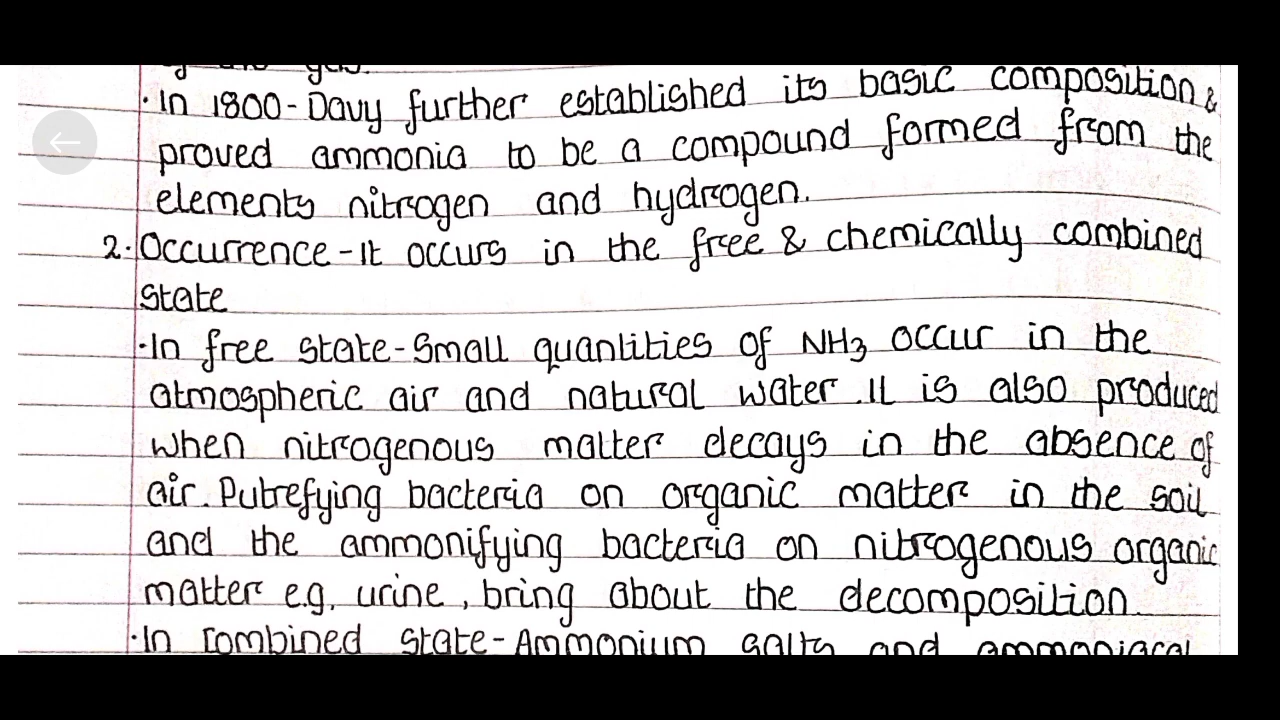 ·In 1800-Davy further established its basic composition &
proved ammonia to be a compound formed from the
elements nitrogen and hydrogen.
2·Occurrence-It occurs in the free & chemically combined
state
·In free state-Small quantities of NH3 occur in the
atmospheric air and natural water. It is also produced
when nitrogenous matter decays in the absence of
air. Putrefying bacteria on organic matter in the soil
and the ammonifying bacteria on nitrogenous organic
matter e.g. urine, bring about the decomposition
·In combined state-Ammonium salts and ammoniacal